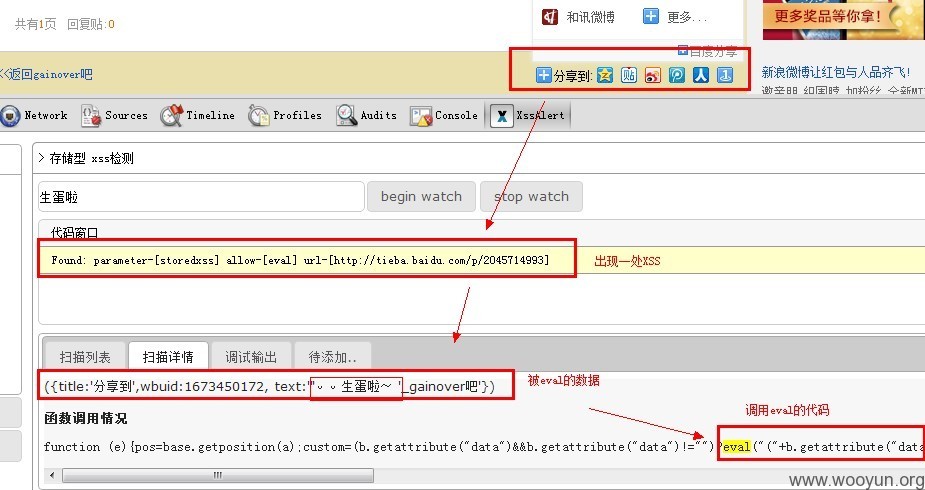 和讯微博 更多...
共有1页 回复贴:0
更多奖品等你拿!
百度分享
<<返回gainover吧
分享到:
新浪微博让红包与人品齐飞!
Network Sources Timeline Profiles Audits Console XssAlert
> 存储型 xss检测
生蛋啦
begin watch
stop watch
代码窗口
Found: parameter-[storedxss] allow-[eval] url-[http://tieba.baidu.com/p/2045714993]
出现一处XSS
扫描列表 扫描详情 调试输出 待添加..
({title:'分享到',wbuid:1673450172, text:'"˘ ˘ 生蛋啦~ '_gainover吧'})
被eval的数据
调用eval的代码
函数调用情况
function (e){pos=base.getposition(a);custom=(b.getattribute("data")&&b.getattribute("data")!="")?eval("("+b.getattribute("data
www.wooyun.org